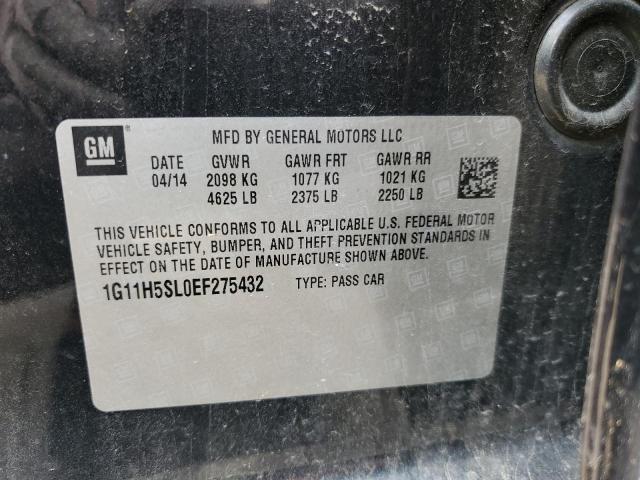 GM
MFD BY GENERAL MOTORS LLC
DATE GVWR GAWR FRT GAWR RR
04/14 2098 KG 1077 KG 1021 KG
4625 LB 2375 LB 2250 LB
THIS VEHICLE CONFORMS TO ALL APPLICABLE U.S. FEDERAL MOTOR
VEHICLE SAFETY, BUMPER, AND THEFT PREVENTION STANDARDS IN
EFFECT ON THE DATE OF MANUFACTURE SHOWN ABOVE.
1G11H5SL0EF275432 TYPE: PASS CAR